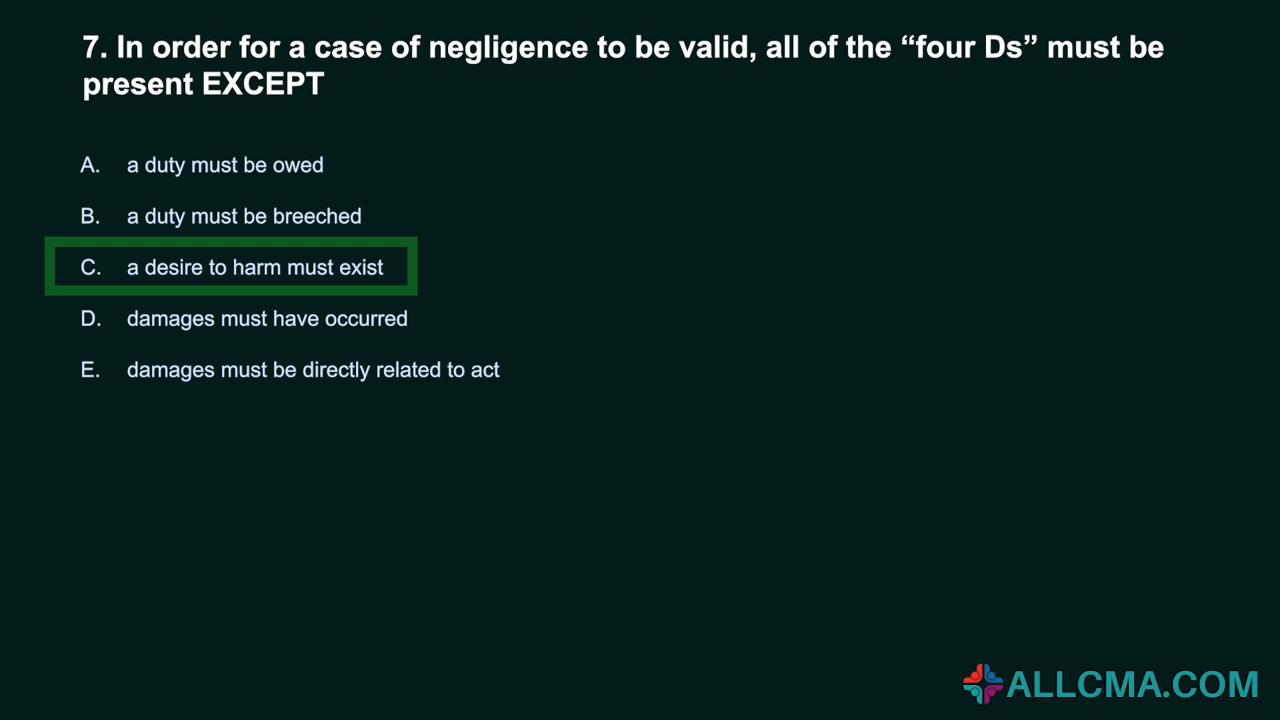 7. In order for a case of negligence to be valid, all of the “four Ds” must be
present EXCEPT
A. a duty must be owed
B. a duty must be breeched
C. a desire to harm must exist
D. damages must have occurred
E. damages must be directly related to act
ALLCMA.COM